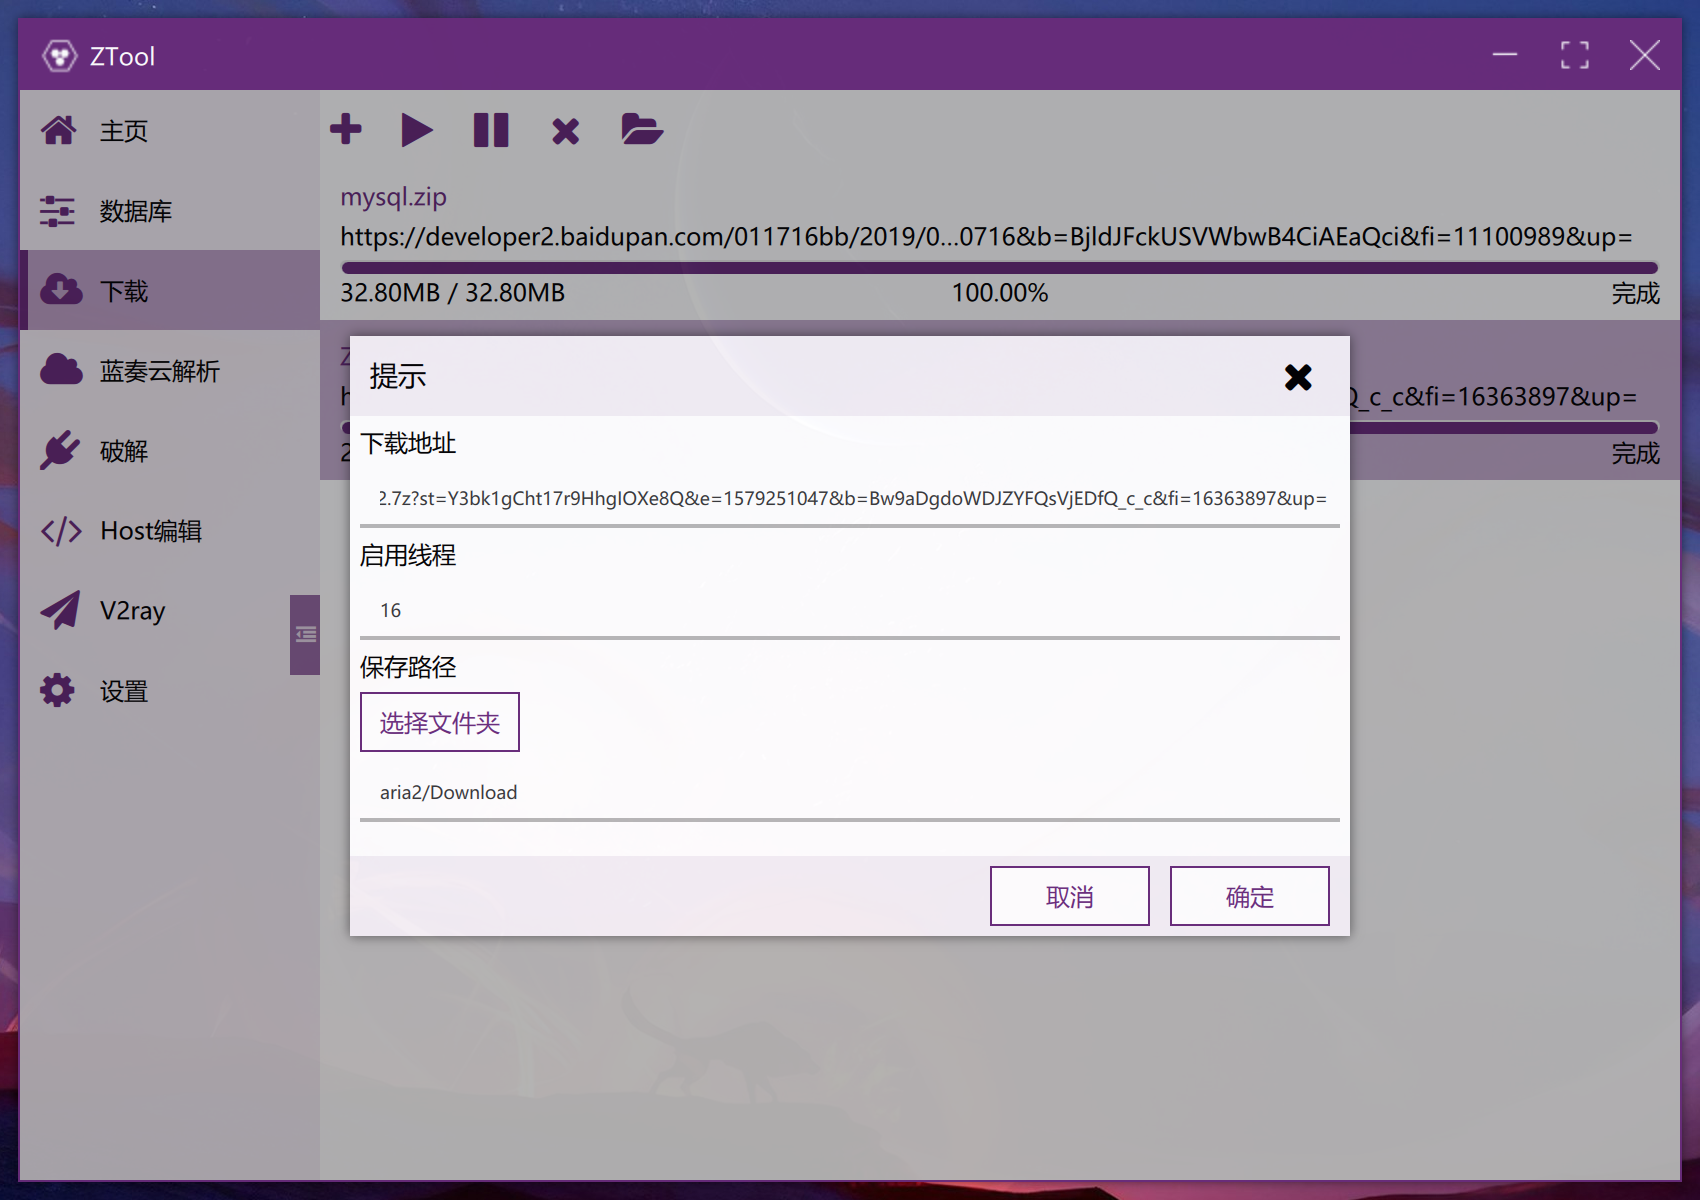 ZTool
主页
数据库
下载
蓝奏云解析
破解
Host编辑
V2ray
设置
mysql.zip
https://developer2.baidupan.com/011716bb/2019/0...0716&b=BjldJFckUSVWbwB4CiAEaQci&fi=11100989&up=
32.80MB / 32.80MB 100.00% 完成
Q_c_c&fi=16363897&up=
完成
提示
下载地址
2.7z?st=Y3bk1gCht17r9HhgIOXe8Q&e=1579251047&b=Bw9aDgdoWDJZYFQsVjEDfQ_c_c&fi=16363897&up=
启用线程
16
保存路径
选择文件夹
aria2/Download
取消 确定